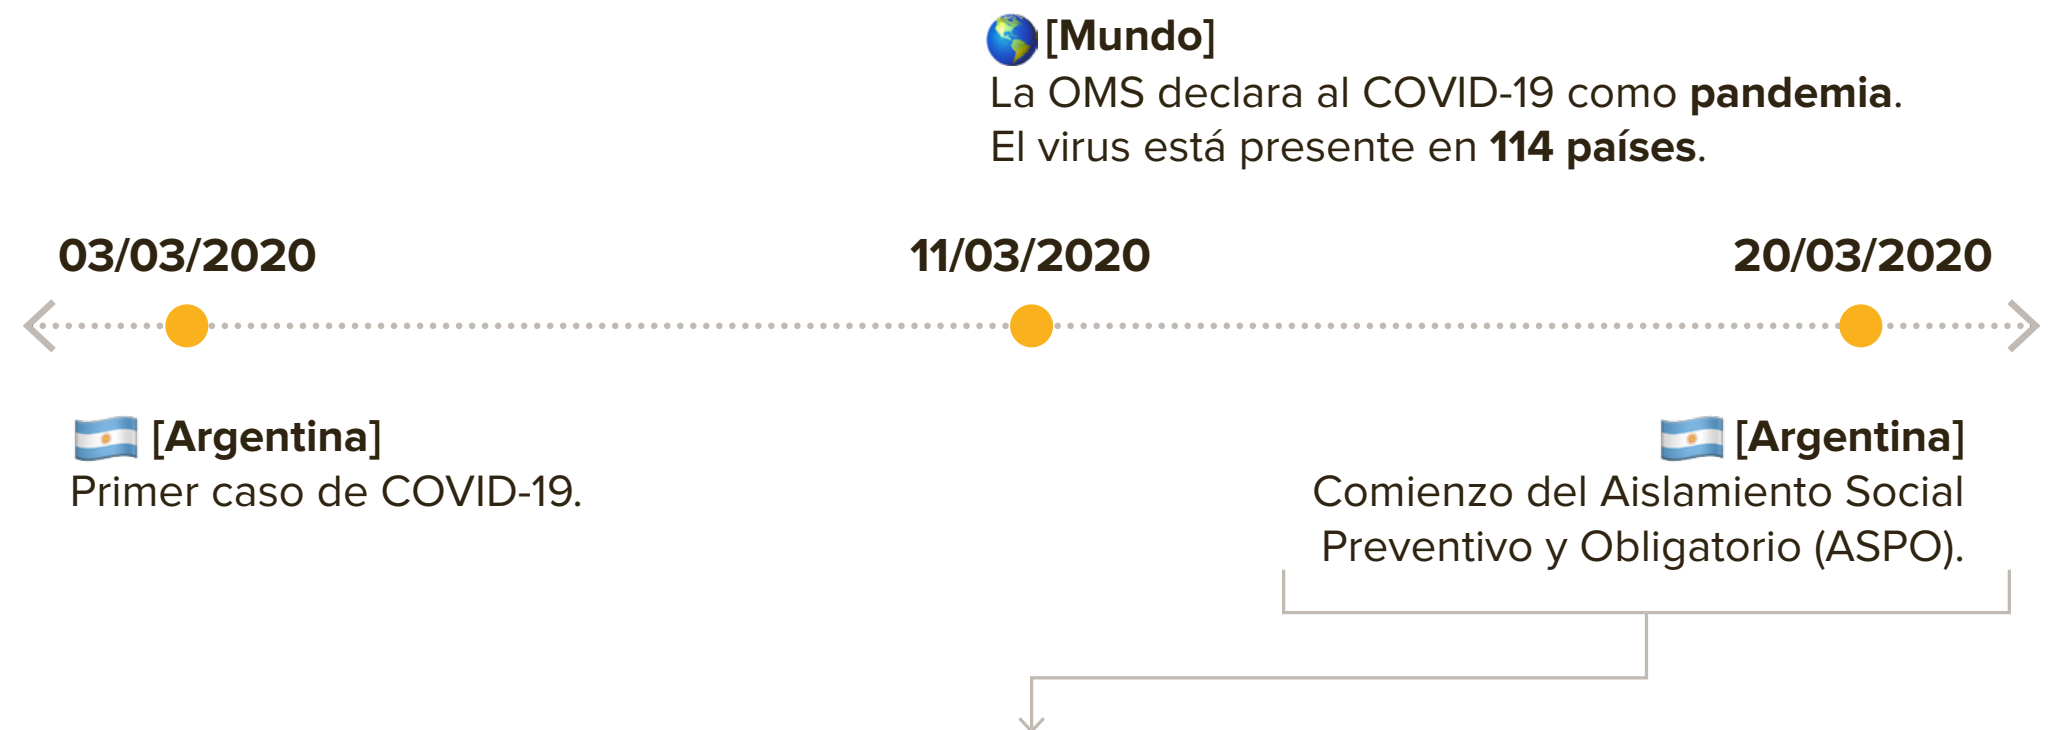 [Mundo]
La OMS declara al COVID-19 como pandemia.
El virus está presente en 114 países.
03/03/2020
11/03/2020
20/03/2020
[Argentina]
Primer caso de COVID-19.
[Argentina]
Comienzo del Aislamiento Social
Preventivo y Obligatorio (ASPO).